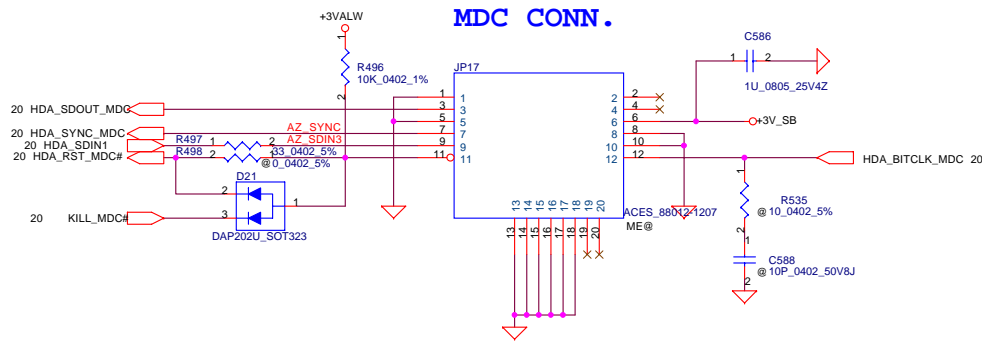 MDC CONN.
+3VALW
1
R496
10K_0402_1%
2
C586
1
2
1U_0805_25V4Z
JP17
20 HDA_SDOUT_MDC
20 HDA_SYNC_MDC
20 HDA_SDIN1
20 HDA_RST_MDC#
AZ_SYNC
AZ_SDIN3
R497 1 2 33_0402_5%
R498 1 2 @ 0_0402_5%
1 1
3 3
5 5
7 7
9 9
11 11
2 2
4 4
6 6
8 8
10 10
12 12
+3V_SB
HDA_BITCLK_MDC 20
D21
2
3
1
DAP202U_SOT323
20 KILL_MDC#
13 14 15 16 17 18 19 20
13 14 15 16 17 18 19 20
ACES_88012-1207
ME@
1
R535
@ 10_0402_5%
2
1
C588
@ 10P_0402_50V8J
2